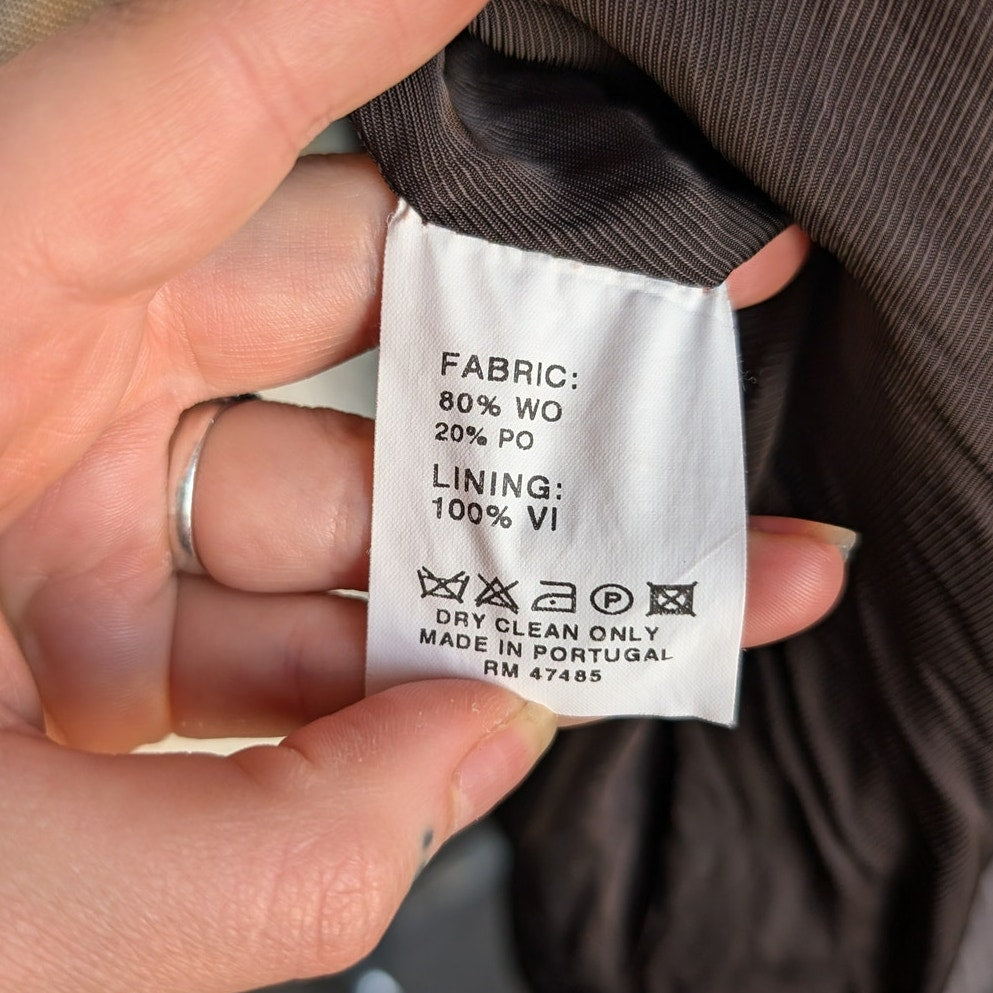 FABRIC:
80% WO
20% PO
LINING:
100% VI
P
DRY CLEAN ONLY
MADE IN PORTUGAL
RM 47485